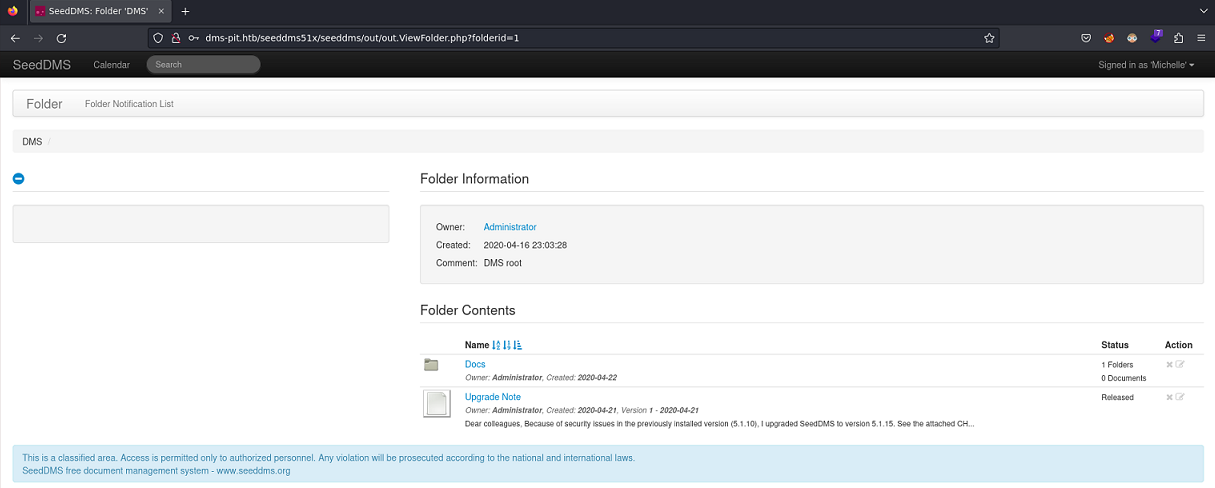 SeedDMS: Folder 'DMS'
dms-pit.htb/seeddms51x/seeddms/out/out.ViewFolder.php?folderid=1
7
SeedDMS Calendar Search Signed in as 'Michelle'
Folder Folder Notification List
DMS /
Folder Information
Owner: Administrator
Created: 2020-04-16 23:03:28
Comment: DMS root
Folder Contents
Name Status Action
Docs 1 Folders
Owner: Administrator, Created: 2020-04-22 0 Documents
Upgrade Note Released
Owner: Administrator, Created: 2020-04-21, Version 1 - 2020-04-21
Dear colleagues, Because of security issues in the previously installed version (5.1.10), I upgraded SeedDMS to version 5.1.15. See the attached CH...
This is a classified area. Access is permitted only to authorized personnel. Any violation will be prosecuted according to the national and international laws.
SeedDMS free document management system - www.seeddms.org